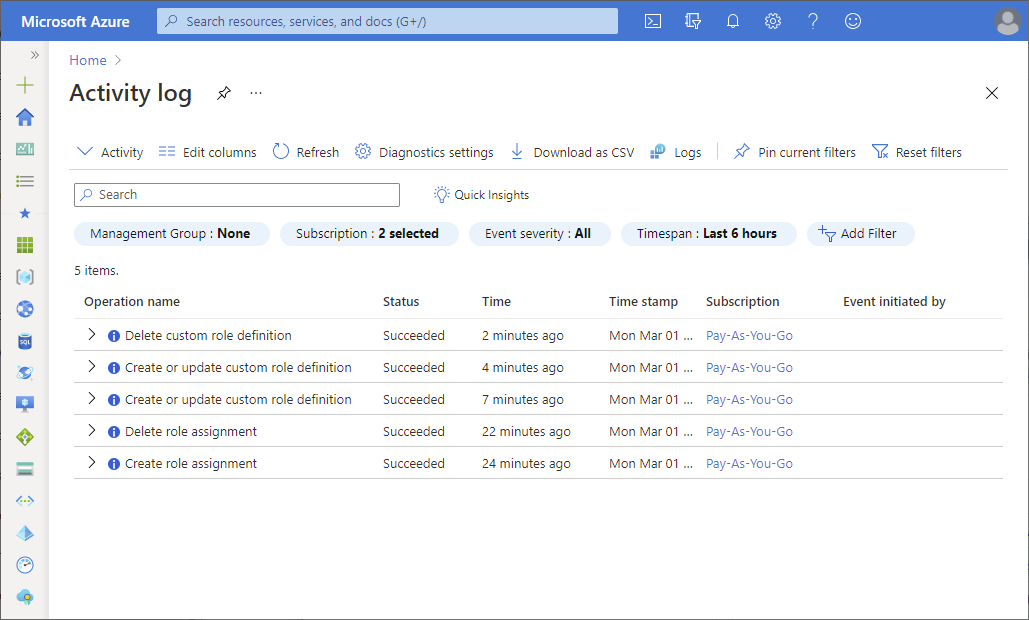 Microsoft Azure Search resources, services, and docs (G+/)
Home
Activity log ...
Activity Edit columns Refresh Diagnostics settings Download as CSV Logs Pin current filters Reset filters
Search Quick Insights
Management Group : None Subscription : 2 selected Event severity : All Timespan : Last 6 hours Add Filter
5 items.
Operation name Status Time Time stamp Subscription Event initiated by
Delete custom role definition Succeeded 2 minutes ago Mon Mar 01 ... Pay-As-You-Go
Create or update custom role definition Succeeded 4 minutes ago Mon Mar 01 ... Pay-As-You-Go
Create or update custom role definition Succeeded 7 minutes ago Mon Mar 01 ... Pay-As-You-Go
Delete role assignment Succeeded 22 minutes ago Mon Mar 01 ... Pay-As-You-Go
Create role assignment Succeeded 24 minutes ago Mon Mar 01 ... Pay-As-You-Go
SQL